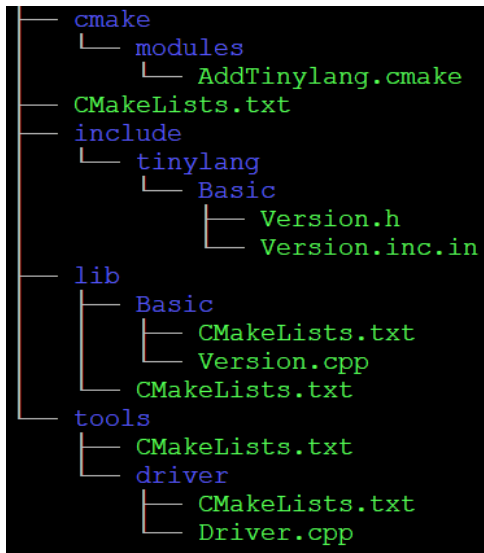 cmake
modules
AddTinylang.cmake
CMakeLists.txt
include
tinylang
Basic
Version.h
Version.inc.in
lib
Basic
CMakeLists.txt
Version.cpp
CMakeLists.txt
tools
CMakeLists.txt
driver
CMakeLists.txt
Driver.cpp